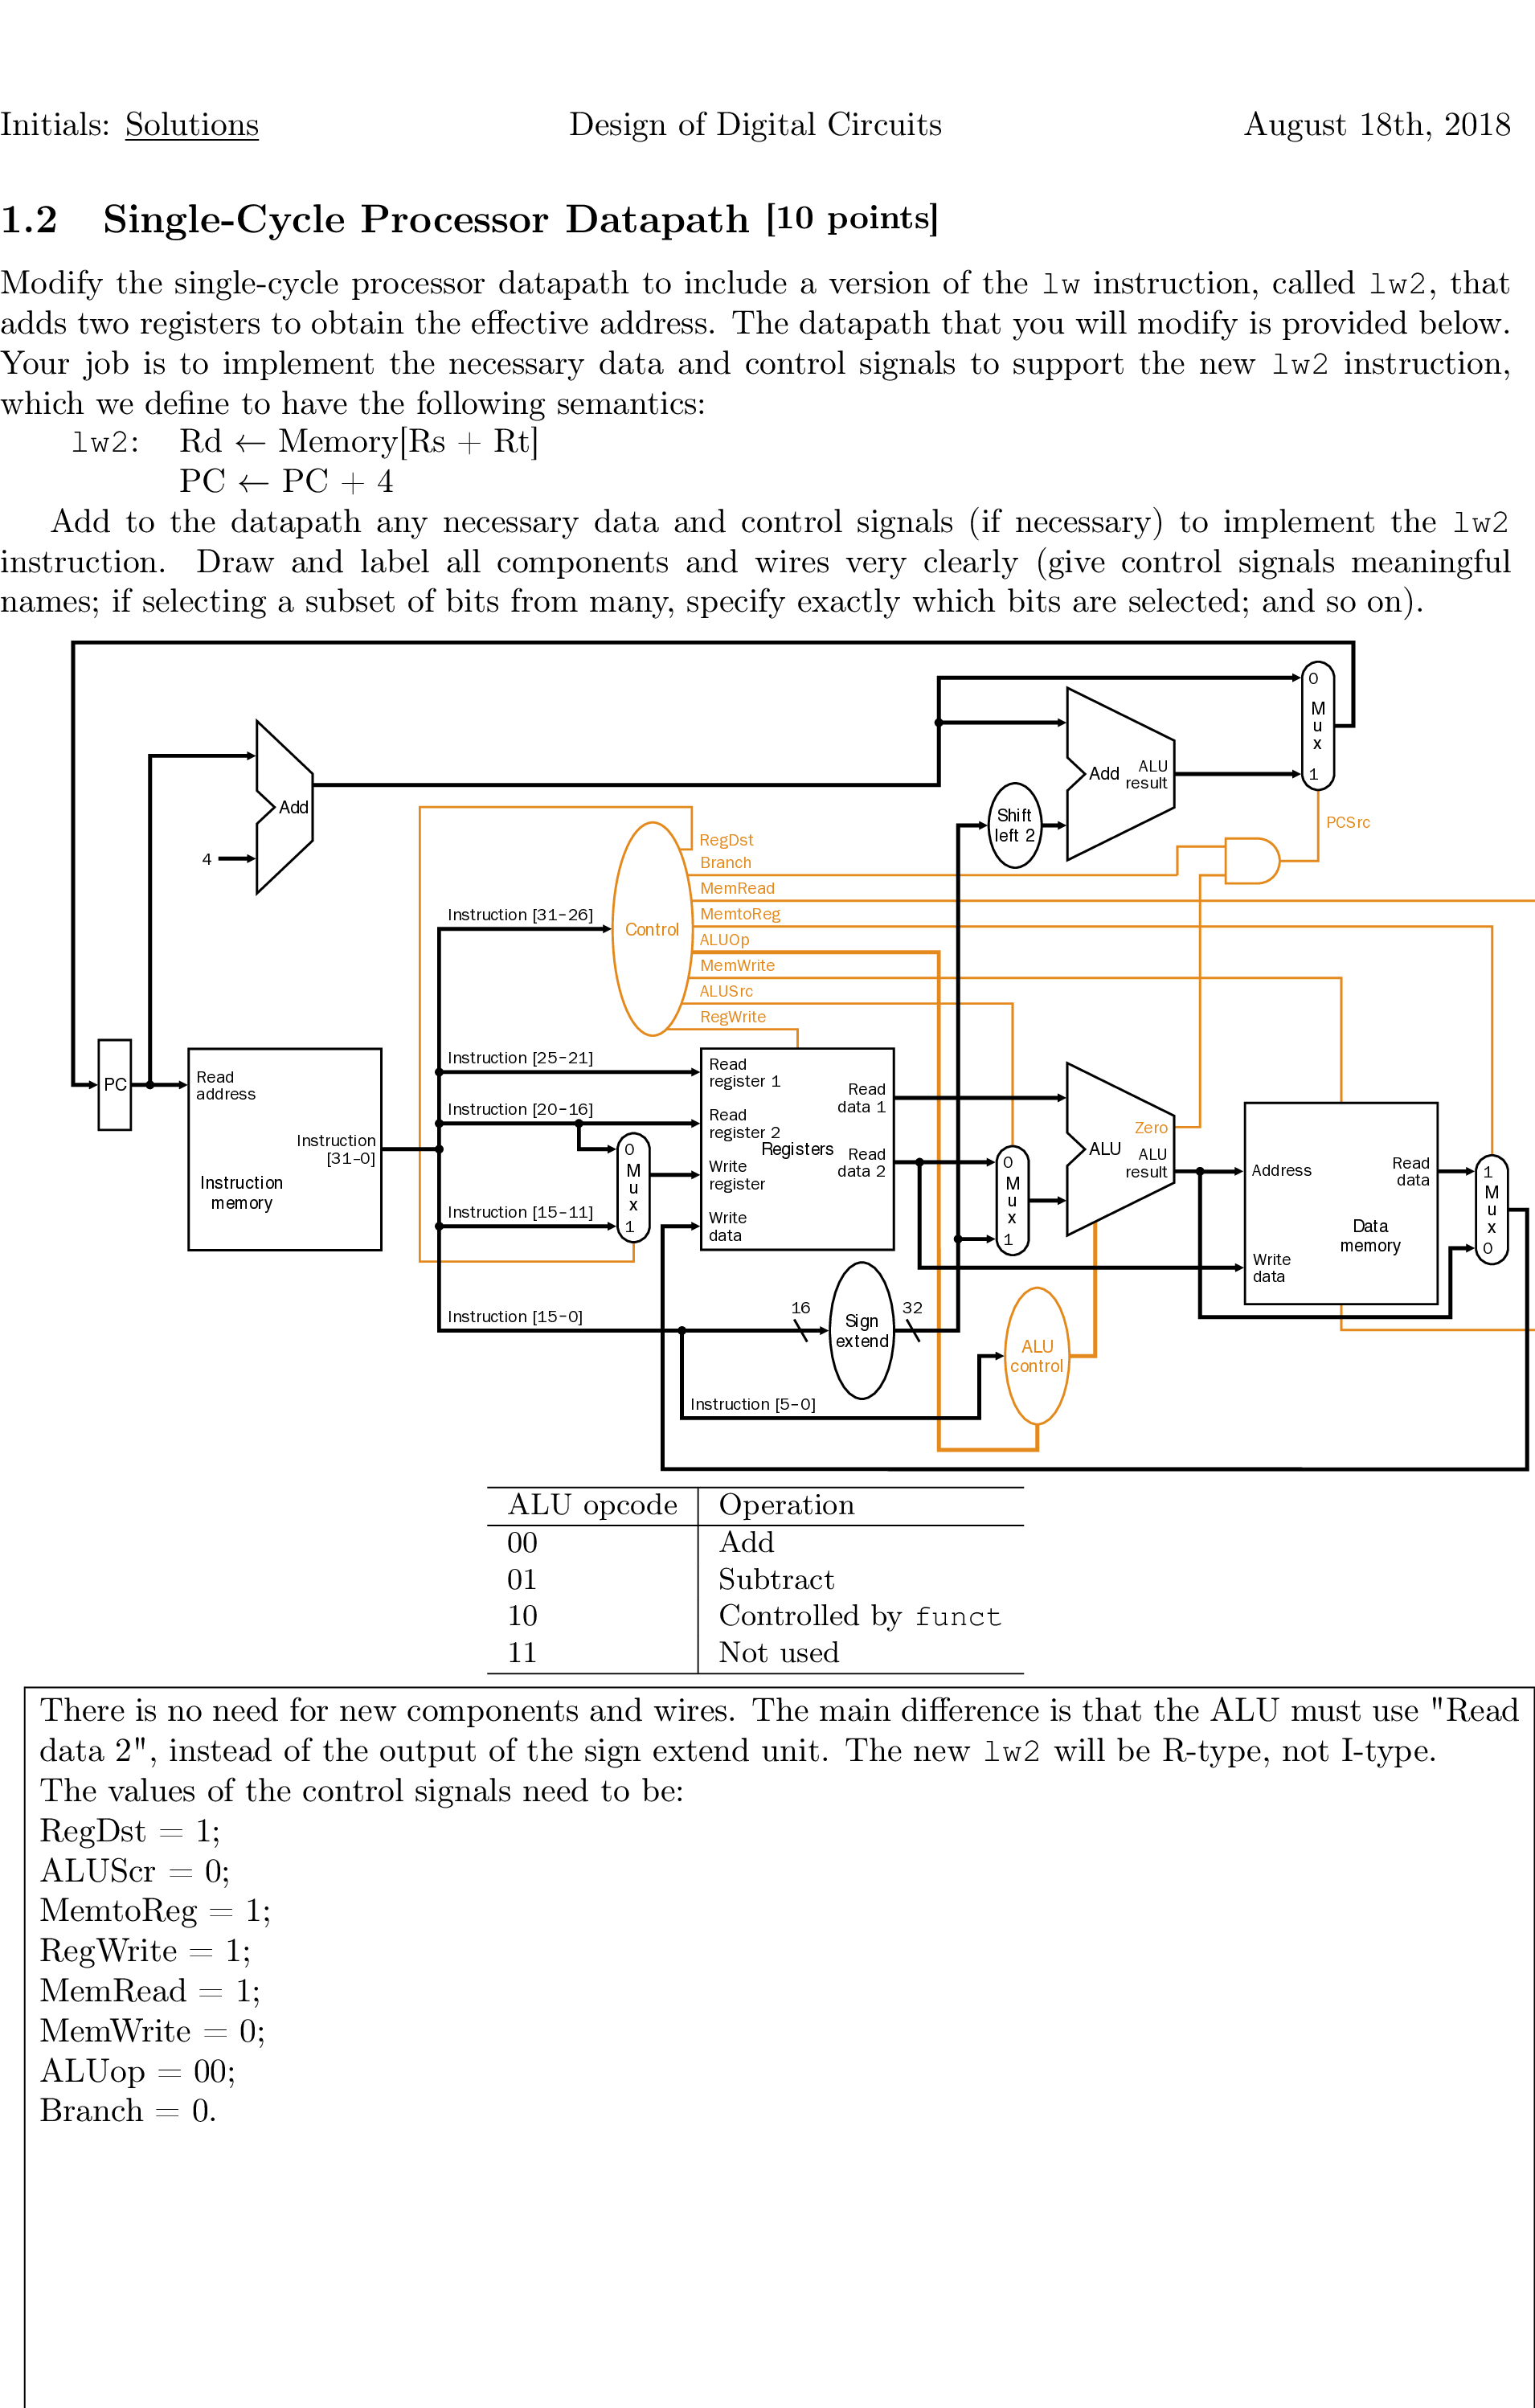 Initials: Solutions Design of Digital Circuits August 18th, 2018
1.2 Single-Cycle Processor Datapath [10 points]
Modify the single-cycle processor datapath to include a version of the lw instruction, called lw2, that
adds two registers to obtain the effective address. The datapath that you will modify is provided below.
Your job is to implement the necessary data and control signals to support the new lw2 instruction,
which we define to have the following semantics:
lw2: Rd ← Memory[Rs + Rt]
PC ← PC + 4
Add to the datapath any necessary data and control signals (if necessary) to implement the lw2
instruction. Draw and label all components and wires very clearly (give control signals meaningful
names; if selecting a subset of bits from many, specify exactly which bits are selected; and so on).
0
M
u
x
1
Add
ALU
result
Shift
left 2
PCSrc
Add
4
RegDst
Branch
MemRead
MemtoReg
ALUOp
MemWrite
ALUSrc
RegWrite
Control
Instruction [31–26]
Instruction [25–21]
Instruction [20–16]
Instruction [15–11]
Instruction [15–0]
Instruction [5–0]
PC
Read
address
Instruction
[31–0]
Instruction
memory
0
M
u
x
1
Read
register 1
Read
register 2
Write
register
Write
data
Registers
Read
data 1
Read
data 2
0
M
u
x
1
Zero
ALU
ALU
result
Address
Read
data
Data
memory
Write
data
1
M
u
x
0
16
Sign
extend
32
ALU
control
ALU opcode Operation
00 Add
01 Subtract
10 Controlled by funct
11 Not used
There is no need for new components and wires. The main difference is that the ALU must use "Read
data 2", instead of the output of the sign extend unit. The new lw2 will be R-type, not I-type.
The values of the control signals need to be:
RegDst = 1;
ALUScr = 0;
MemtoReg = 1;
RegWrite = 1;
MemRead = 1;
MemWrite = 0;
ALUop = 00;
Branch = 0.